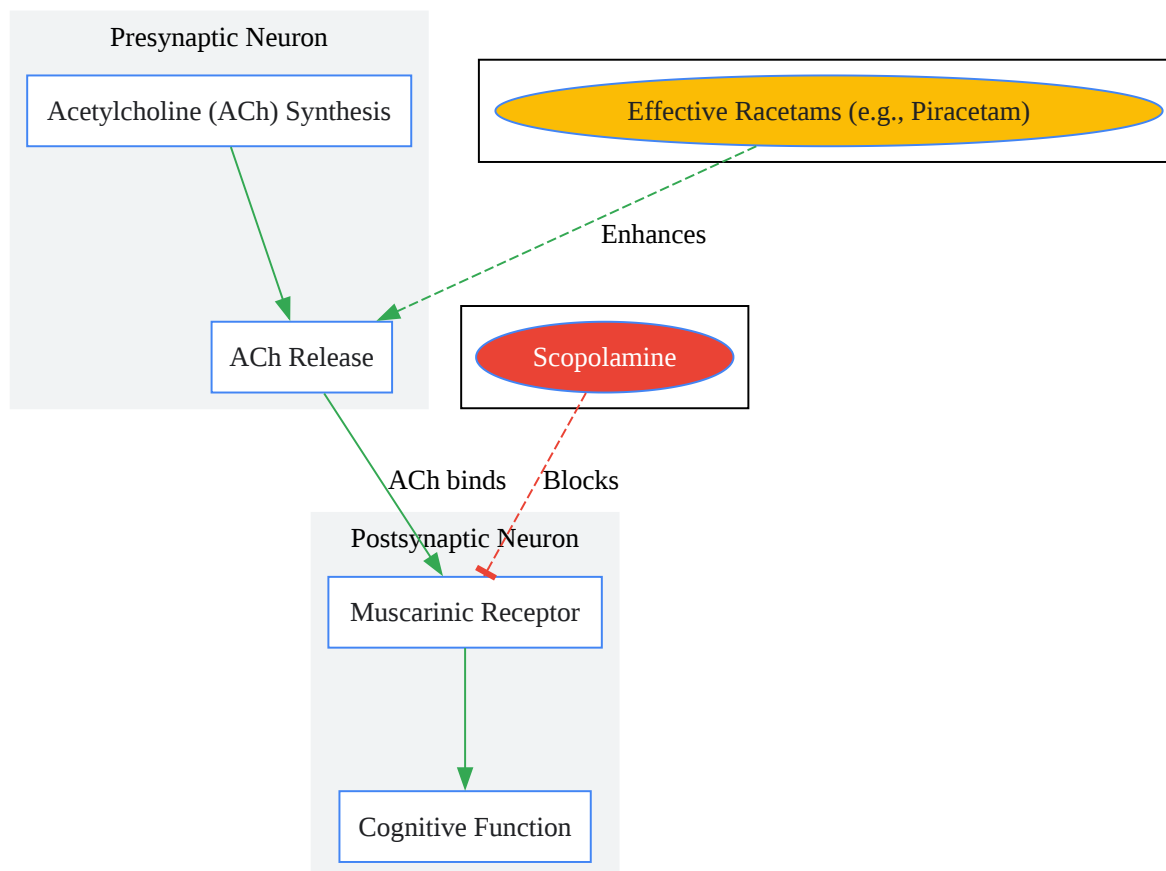 Presynaptic Neuron
Acetylcholine (ACh) Synthesis
Effective Racetams (e.g., Piracetam)
Enhances
ACh Release
Scopolamine
ACh binds
Blocks
Postsynaptic Neuron
Muscarinic Receptor
Cognitive Function